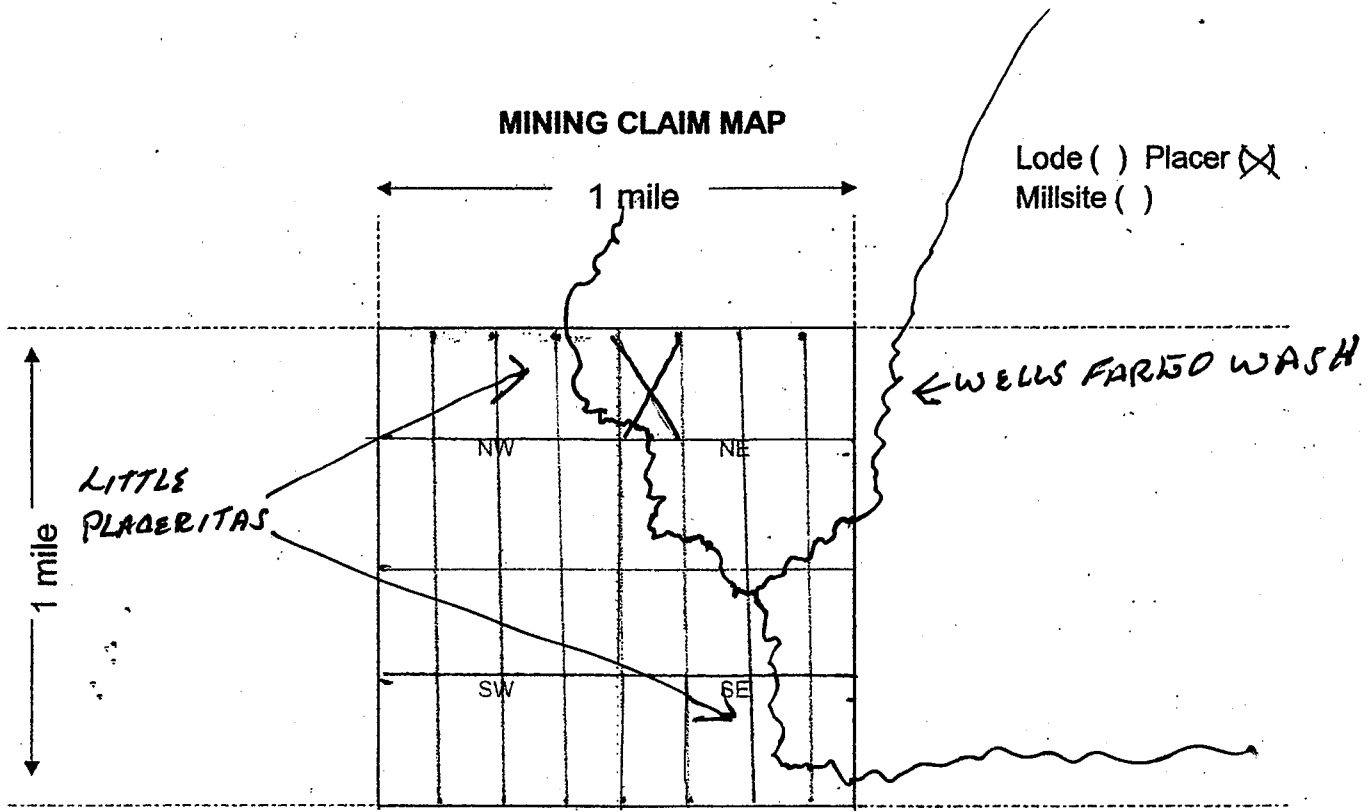 MINING CLAIM MAP
Lode ( ) Placer (X)
Millsite ( )
1 mile
WELLS FARGO WASH
NW
NE
LITTLE
PLACERITAS
1 mile
SW
SE